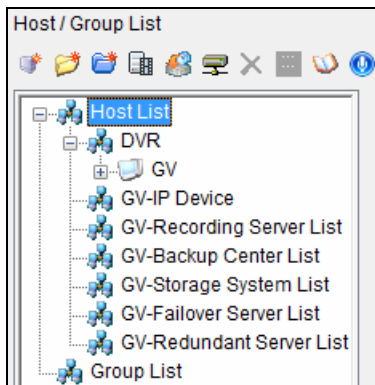 Host / Group List
Host List
DVR
GV
GV-IP Device
GV-Recording Server List
GV-Backup Center List
GV-Storage System List
GV-Failover Server List
GV-Redundant Server List
Group List